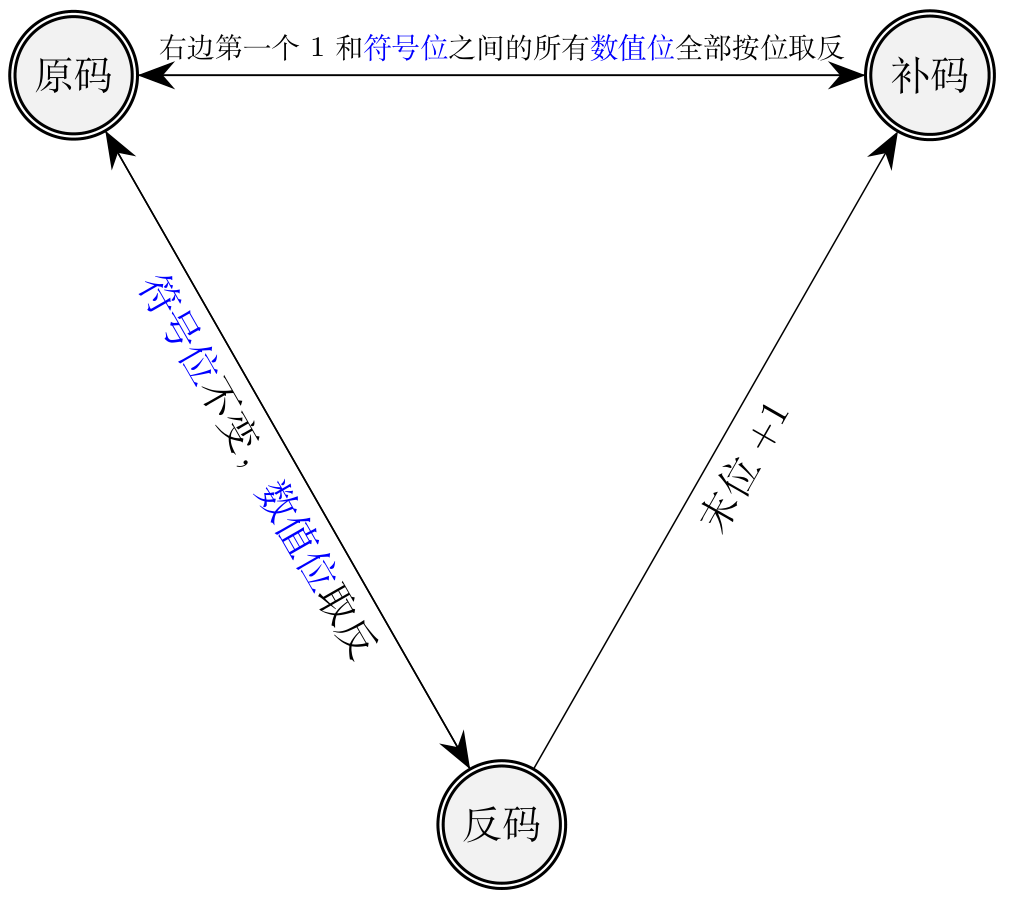 右边第一个 1 和符号位之间的所有数值位全部按位取反
原码
补码
符号位不变，数值位取反
末位 +1
反码